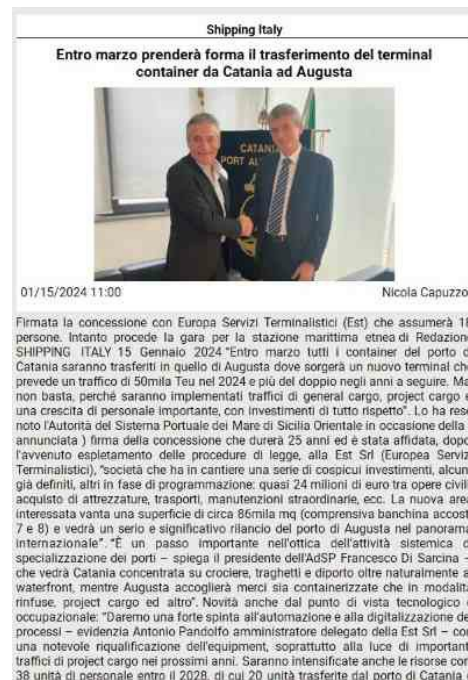 Shipping Italy
Entro marzo prenderà forma il trasferimento del terminal
container da Catania ad Augusta
CATANIA
PORT AU
01/15/2024 11:00
Nicola Capuzzo
Firmata la concessione con Europa Servizi Terminalistici (Est) che assumerà 18
persone. Intanto procede la gara per la stazione marittima etnea di Redazione
SHIPPING ITALY 15 Gennaio 2024 "Entro marzo tutti i container del porto di
Catania saranno trasferiti in quello di Augusta dove sorgerà un nuovo terminal che
prevede un traffico di 50mila Teu nel 2024 e più del doppio negli anni a seguire. Ma
non basta, perché saranno implementati traffici di general cargo, project cargo e
una crescita di personale importante, con investimenti di tutto rispetto". Lo ha reso
noto l'Autorità del Sistema Portuale dei Mare di Sicilia Orientale in occasione della (
annunciata ) firma della concessione che durerà 25 anni ed è stata affidata, dopo
l'avvenuto espletamento delle procedure di legge, alla Est Srl (Europea Servizi
Terminalistici), "società che ha in cantiere una serie di cospicui investimenti, alcuni
già definiti, altri in fase di programmazione: quasi 24 milioni di euro tra opere civili,
acquisto di attrezzature, trasporti, manutenzioni straordinarie, ecc. La nuova area
interessata vanta una superficie di circa 86mila mq (comprensiva banchina accosti
7 e 8) e vedrà un serio e significativo rilancio del porto di Augusta nel panorama
internazionale". "È un passo importante nell'ottica dell'attività sistemica di
specializzazione dei porti – spiega il presidente dell'AdSP Francesco Di Sarcina –
che vedrà Catania concentrata su crociere, traghetti e diporto oltre naturalmente al
waterfront, mentre Augusta accoglierà merci sia containerizzate che in modalità
rinfuse, project cargo ed altro". Novità anche dal punto di vista tecnologico e
occupazionale: "Daremo una forte spinta all'automazione e alla digitalizzazione dei
processi – evidenzia Antonio Pandolfo amministratore delegato della Est Srl – con
una notevole riqualificazione dell'equipment, soprattutto alla luce di importanti
traffici di project cargo nei prossimi anni. Saranno intensificate anche le risorse con
38 unità di personale entro il 2028, di cui 20 unità trasferite dal porto di Catania e